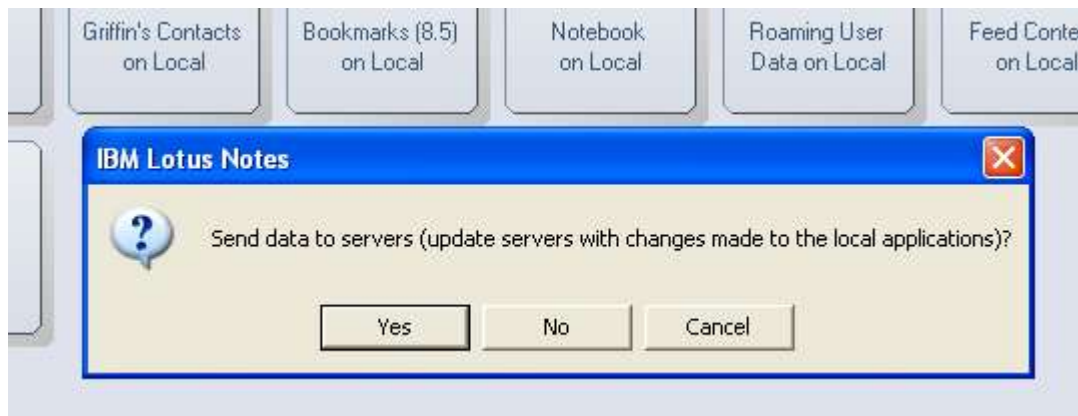 Griffin's Contacts
on Local
Bookmarks (8.5)
on Local
Notebook
on Local
Roaming User
Data on Local
Feed Conte
on Local
IBM Lotus Notes
Send data to servers (update servers with changes made to the local applications)?
Yes
No
Cancel